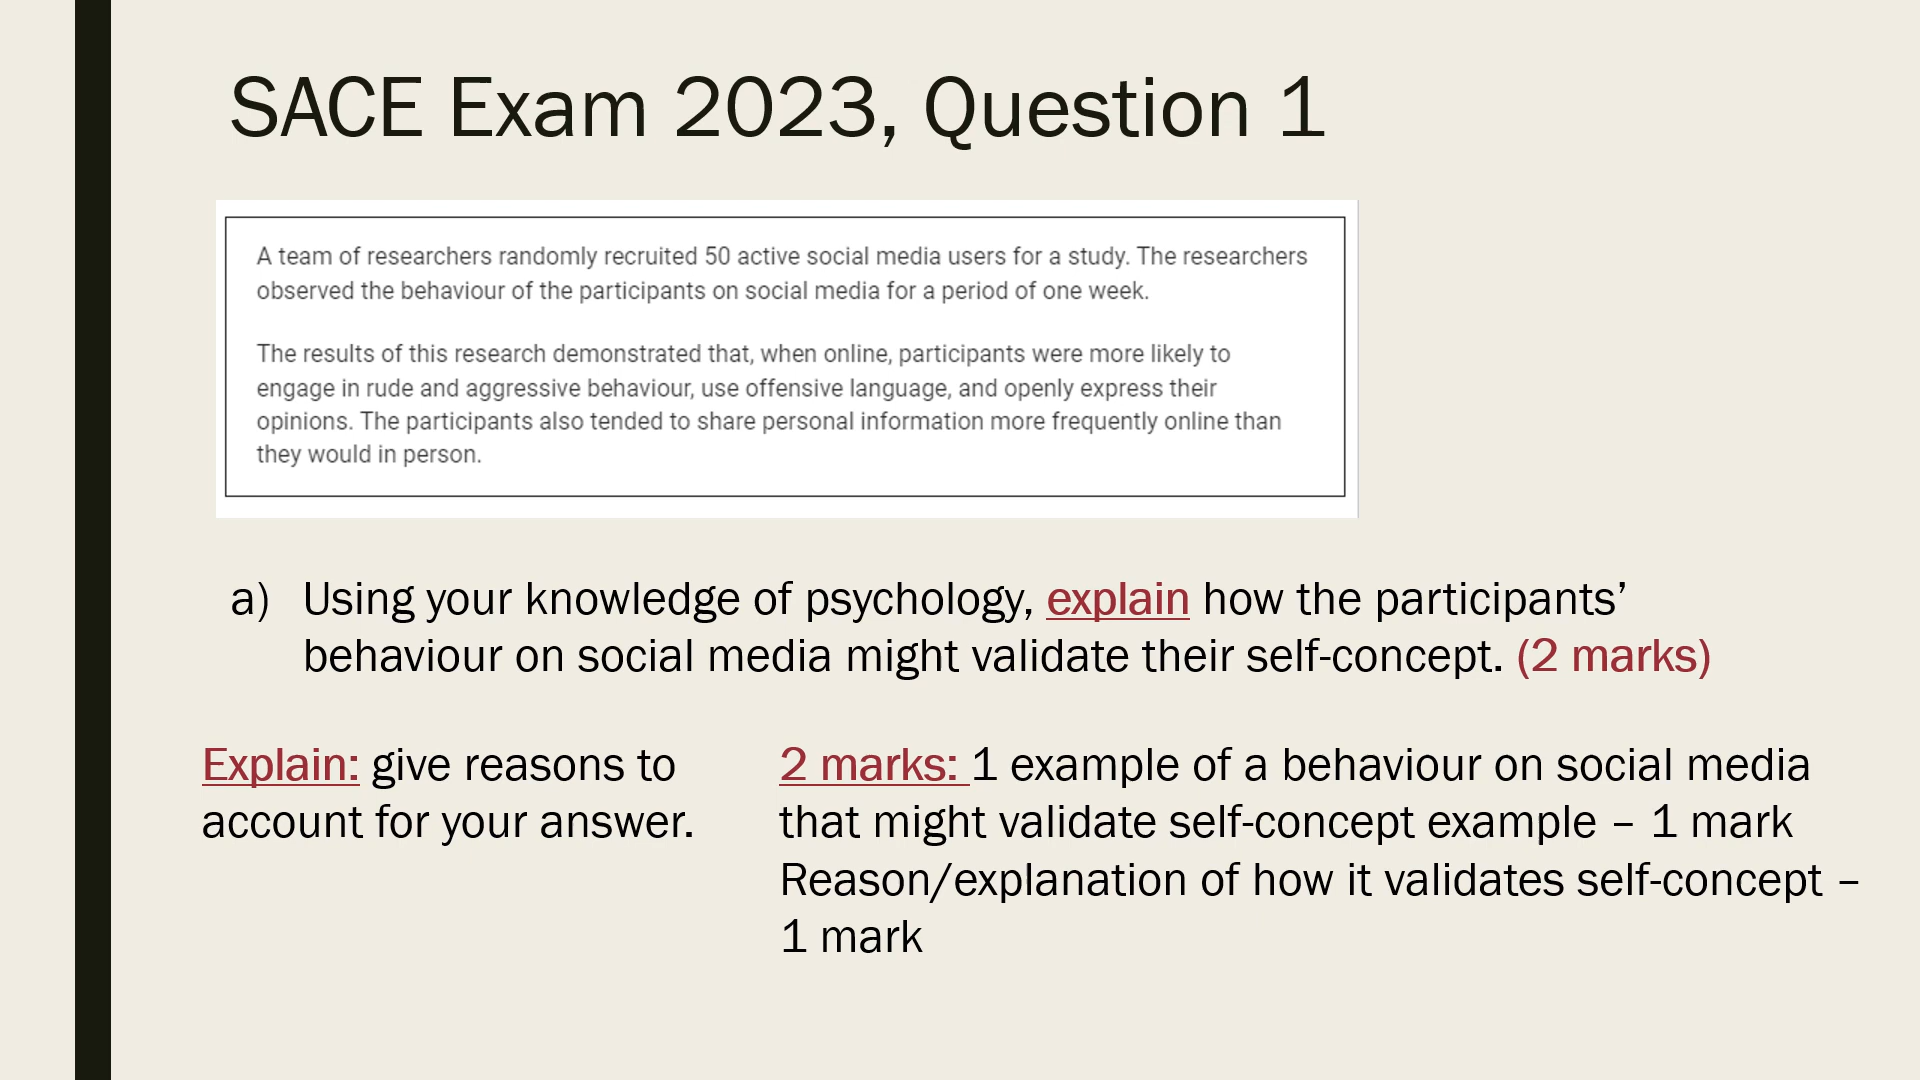 SACE Exam 2023, Question 1
A team of researchers randomly recruited 50 active social media users for a study. The researchers
observed the behaviour of the participants on social media for a period of one week.
The results of this research demonstrated that, when online, participants were more likely to
engage in rude and aggressive behaviour, use offensive language, and openly express their
opinions. The participants also tended to share personal information more frequently online than
they would in person.
a) Using your knowledge of psychology, explain how the participants’
behaviour on social media might validate their self-concept. (2 marks)
Explain: give reasons to
account for your answer.
2 marks: 1 example of a behaviour on social media
that might validate self-concept example – 1 mark
Reason/explanation of how it validates self-concept –
1 mark